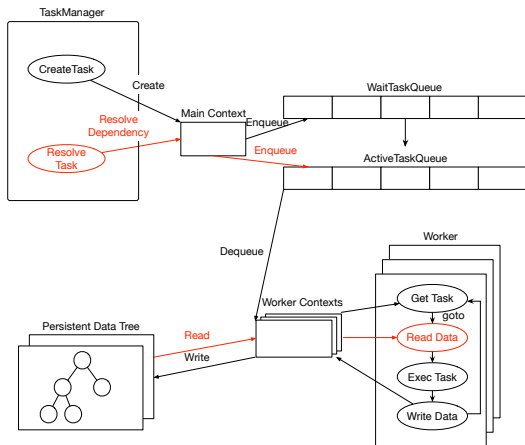 TaskManager
CreateTask
Create
Main Context
WaitTaskQueue
Resolve
Dependency
Enqueue
Resolve
Task
Enqueue
ActiveTaskQueue
Dequeue
Worker
Worker Contexts
Get Task
goto
Persistent Data Tree
Read
Read Data
Write
Exec Task
Write Data